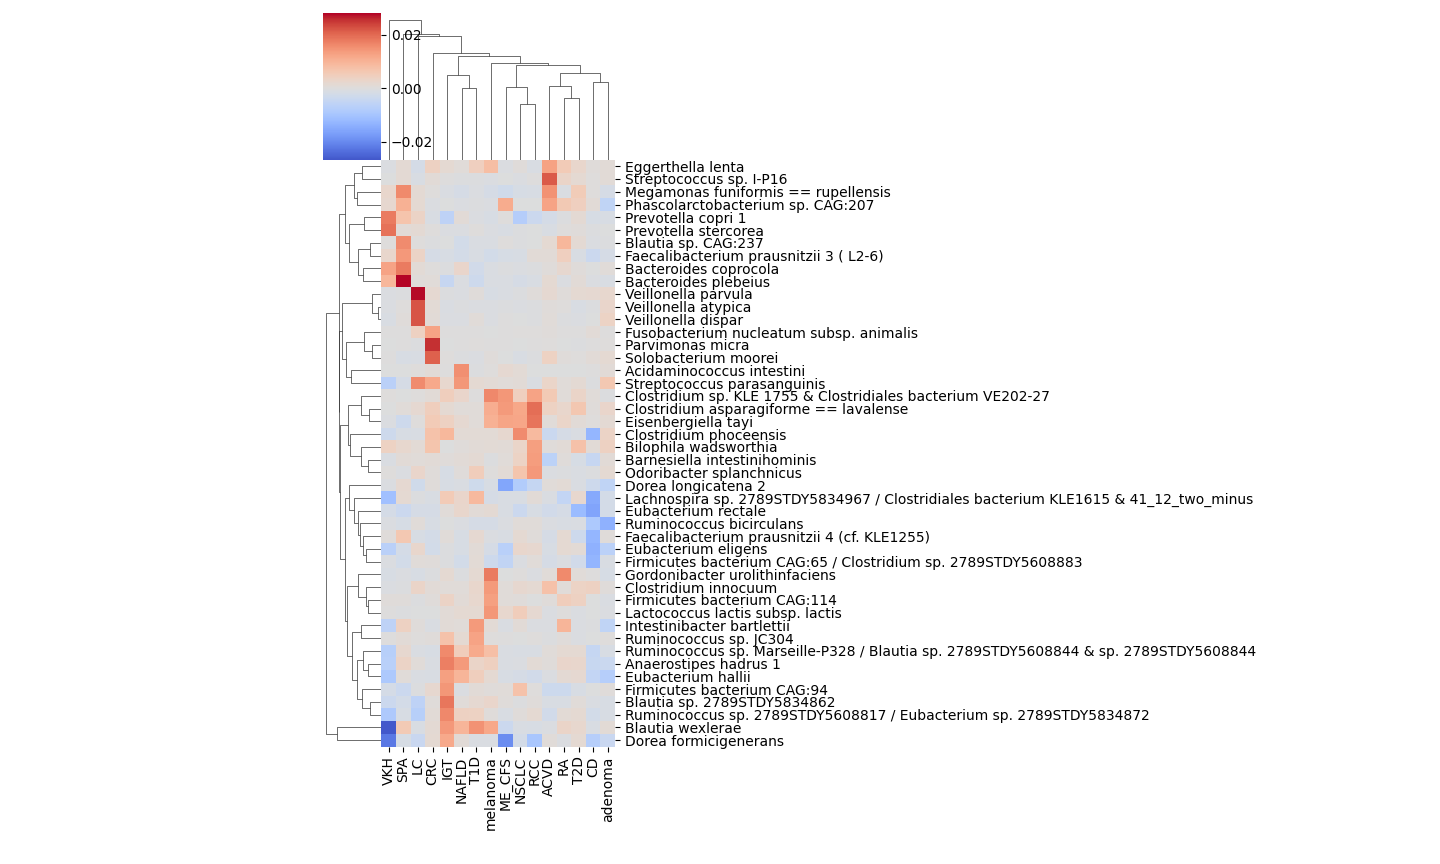 0.02
0.00
−0.02
Eggerthella lenta
Streptococcus sp. I-P16
Megamonas funiformis == rupellensis
Phascolarctobacterium sp. CAG:207
Prevotella copri 1
Prevotella stercorea
Blautia sp. CAG:237
Faecalibacterium prausnitzii 3 ( L2-6)
Bacteroides coprocola
Bacteroides plebeius
Veillonella parvula
Veillonella atypica
Veillonella dispar
Fusobacterium nucleatum subsp. animalis
Parvimonas micra
Solobacterium moorei
Acidaminococcus intestini
Streptococcus parasanguinis
Clostridium sp. KLE 1755 & Clostridiales bacterium VE202-27
Clostridium asparagiforme == lavalense
Eisenbergiella tayi
Clostridium phoceensis
Bilophila wadsworthia
Barnesiella intestinihominis
Odoribacter splanchnicus
Dorea longicatena 2
Lachnospira sp. 2789STDY5834967 / Clostridiales bacterium KLE1615 & 41_12_two_minus
Eubacterium rectale
Ruminococcus bicirculans
Faecalibacterium prausnitzii 4 (cf. KLE1255)
Eubacterium eligens
Firmicutes bacterium CAG:65 / Clostridium sp. 2789STDY5608883
Gordonibacter urolithinfaciens
Clostridium innocuum
Firmicutes bacterium CAG:114
Lactococcus lactis subsp. lactis
Intestinibacter bartlettii
Ruminococcus sp. JC304
Ruminococcus sp. Marseille-P328 / Blautia sp. 2789STDY5608844 & sp. 2789STDY5608844
Anaerostipes hadrus 1
Eubacterium hallii
Firmicutes bacterium CAG:94
Blautia sp. 2789STDY5834862
Ruminococcus sp. 2789STDY5608817 / Eubacterium sp. 2789STDY5834872
Blautia wexlerae
Dorea formicigenerans
VKH
SPA
LC
CRC
IGT
NAFLD
T1D
melanoma
ME_CFS
NSCLC
RCC
ACVD
RA
T2D
CD
adenoma